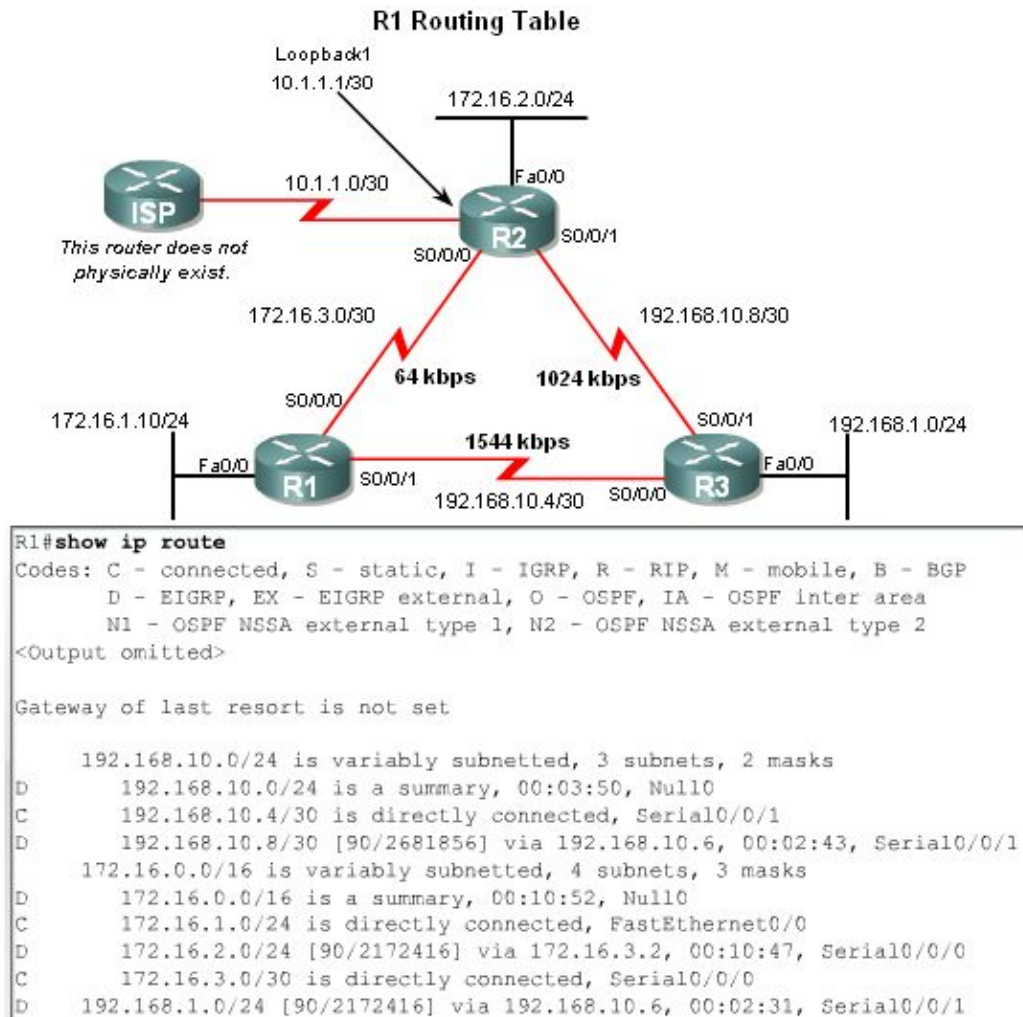 R1 Routing Table
Loopback1
10.1.1.1/30
172.16.2.0/24
Fa0/0
10.1.1.0/30
ISP
R2
S0/0/1
This router does not
physically exist.
S0/0/0
172.16.3.0/30
192.168.10.8/30
64 kbps
1024 kbps
S0/0/0
172.16.1.10/24
S0/0/1
192.168.1.0/24
1544 kbps
Fa0/0
R1
S0/0/1
192.168.10.4/30
S0/0/0
R3
Fa0/0
R1#show ip route
Codes: C - connected, S - static, I - IGRP, R - RIP, M - mobile, B - BGP
D - EIGRP, EX - EIGRP external, O - OSPF, IA - OSPF inter area
N1 - OSPF NSSA external type 1, N2 - OSPF NSSA external type 2
<Output omitted>
Gateway of last resort is not set
192.168.10.0/24 is variably subnetted, 3 subnets, 2 masks
D 192.168.10.0/24 is a summary, 00:03:50, Null0
C 192.168.10.4/30 is directly connected, Serial0/0/1
D 192.168.10.8/30 [90/2681856] via 192.168.10.6, 00:02:43, Serial0/0/1
172.16.0.0/16 is variably subnetted, 4 subnets, 3 masks
D 172.16.0.0/16 is a summary, 00:10:52, Null0
C 172.16.1.0/24 is directly connected, FastEthernet0/0
D 172.16.2.0/24 [90/2172416] via 172.16.3.2, 00:10:47, Serial0/0/0
C 172.16.3.0/30 is directly connected, Serial0/0/0
D 192.168.1.0/24 [90/2172416] via 192.168.10.6, 00:02:31, Serial0/0/1